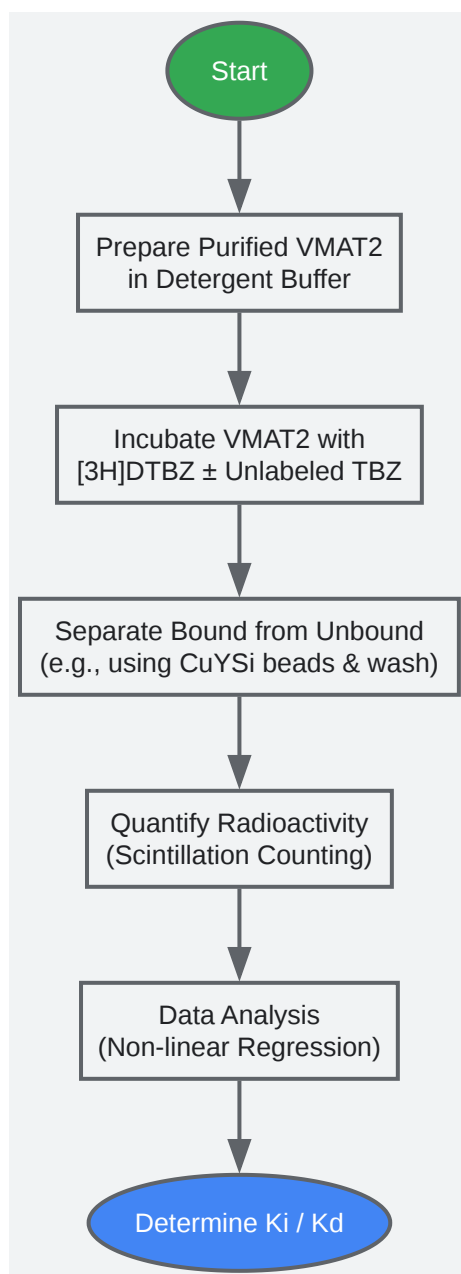 Start
Prepare Purified VMAT2
in Detergent Buffer
Incubate VMAT2 with
[3H]DTBZ ± Unlabeled TBZ
Separate Bound from Unbound
(e.g., using CuYSi beads & wash)
Quantify Radioactivity
(Scintillation Counting)
Data Analysis
(Non-linear Regression)
Determine Ki / Kd